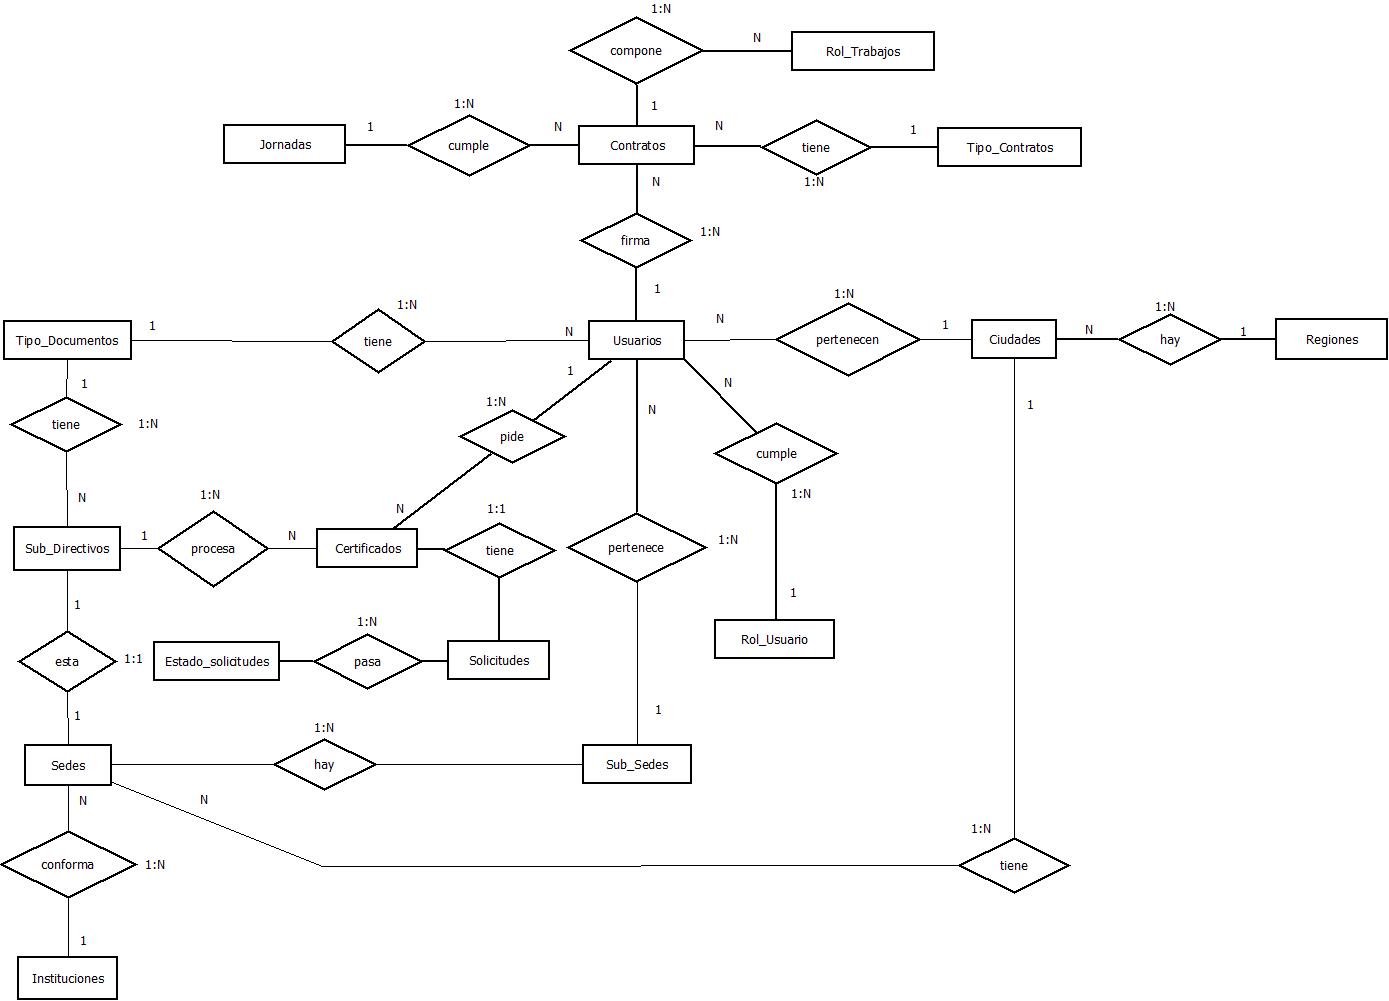 1:N
compone
N
Rol_Trabajos
1
Jornadas
1
1:N
cumple
N
Contratos
N
tiene
1:N
1
Tipo_Contratos
N
firma
1:N
1
Tipo_Documentos
1
1:N
tiene
N
Usuarios
N
1:N
pertenecen
1
Ciudades
N
1:N
hay
1
Regiones
1
tiene
1:N
N
1
1:N
pide
N
N
N
cumple
1:N
1
Rol_Usuario
1
Sub_Directivos
1
1:N
procesa
N
Certificados
1:1
tiene
pertenece
1:N
1
1
esta
1:1
1
Estado_solicitudes
1:N
pasa
Solicitudes
Sedes
1:N
hay
Sub_Sedes
N
N
1:N
tiene
conforma
1:N
1
Instituciones